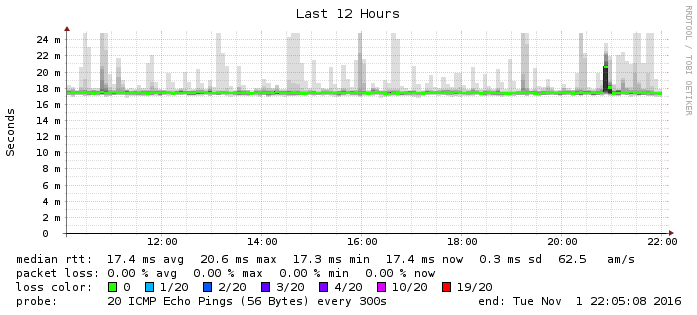 Last 12 Hours
RRDTOOL / TOBI OETIKER
Seconds
24 m
22 m
20 m
18 m
16 m
14 m
12 m
10 m
8 m
6 m
4 m
2 m
0
12:00 14:00 16:00 18:00 20:00 22:00
median rtt: 17.4 ms avg 20.6 ms max 17.3 ms min 17.4 ms now 0.3 ms sd 62.5 am/s
packet loss: 0.00 % avg 0.00 % max 0.00 % min 0.00 % now
loss color: 0 1/20 2/20 3/20 4/20 10/20 19/20
probe: 20 ICMP Echo Pings (56 Bytes) every 300s end: Tue Nov 1 22:05:08 2016